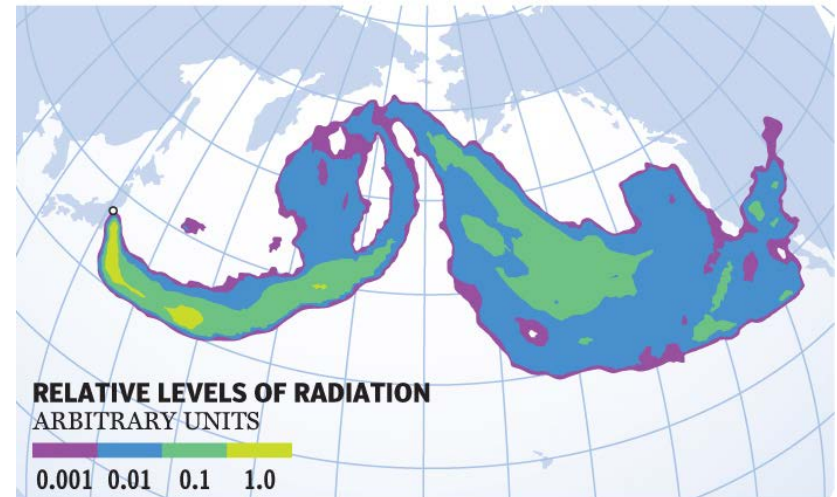 RELATIVE LEVELS OF RADIATION
ARBITRARY UNITS
0.001 0.01 0.1 1.0